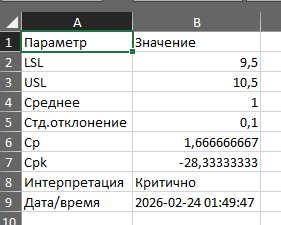 A B
1 Параметр Значение
2 LSL 9,5
3 USL 10,5
4 Среднее 1
5 Стд.отклонение 0,1
6 Cp 1,666666667
7 Cpk -28,33333333
8 Интерпретация Критично
9 Дата/время 2026-02-24 01:49:47
10